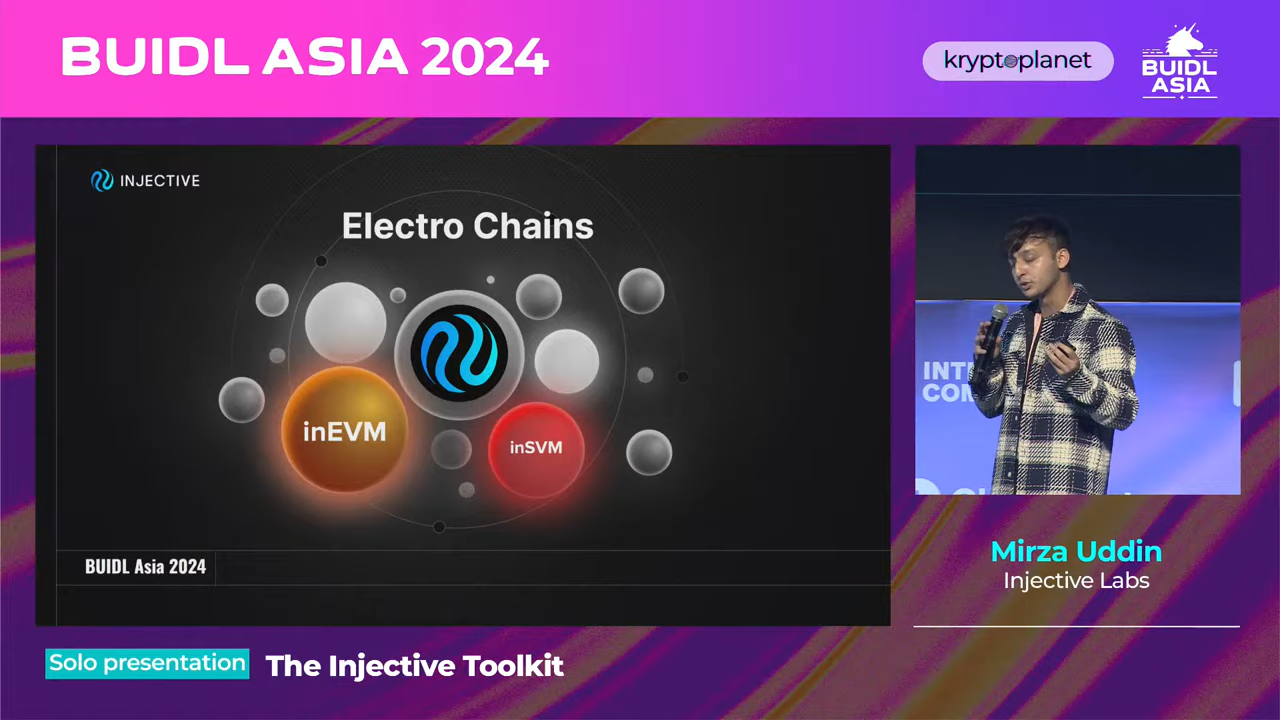 BUIDL ASIA 2024
kryptoplanet
BUIDL
ASIA
INJECTIVE
Electro Chains
inEVM
inSVM
BUIDL Asia 2024
Mirza Uddin
Injective Labs
Solo presentation
The Injective Toolkit